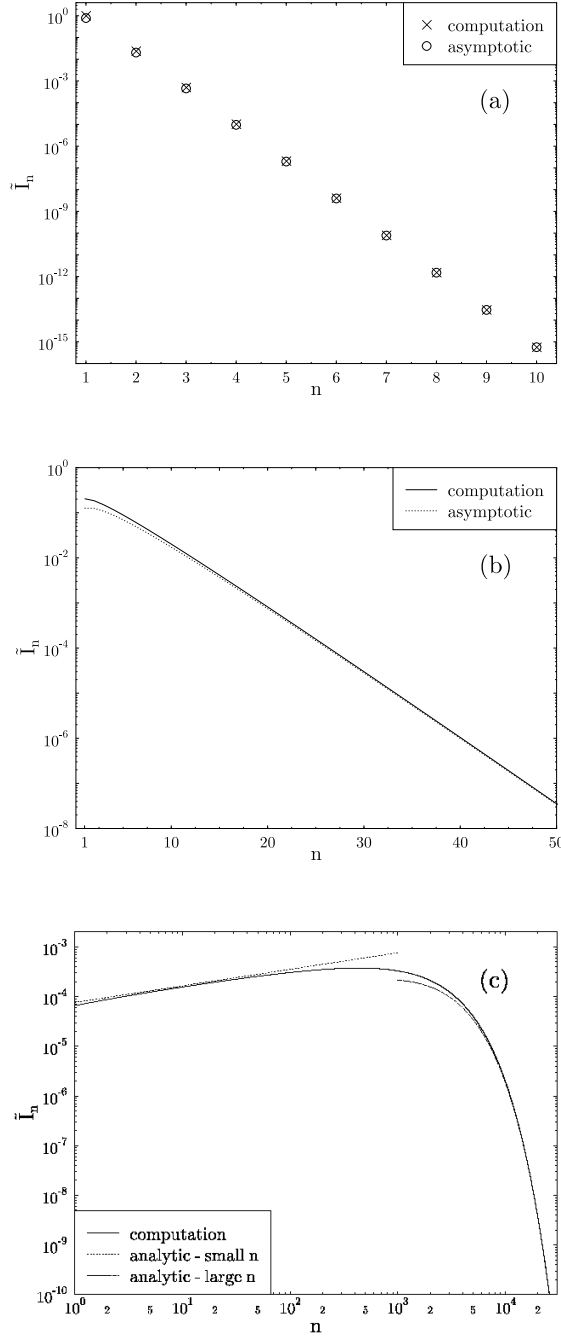 computation
asymptotic
(a)
10^0
10^-3
10^-6
10^-9
10^-12
10^-15
Ĩ_n
1 2 3 4 5 6 7 8 9 10
n
computation
asymptotic
(b)
10^0
10^-2
10^-4
10^-6
10^-8
Ĩ_n
1 10 20 30 40 50
n
(c)
10^-3
10^-4
10^-5
10^-6
10^-7
10^-8
10^-9
10^-10
Ĩ_n
computation
analytic - small n
analytic - large n
10^0 2 5 10^1 2 5 10^2 2 5 10^3 2 5 10^4 2
n